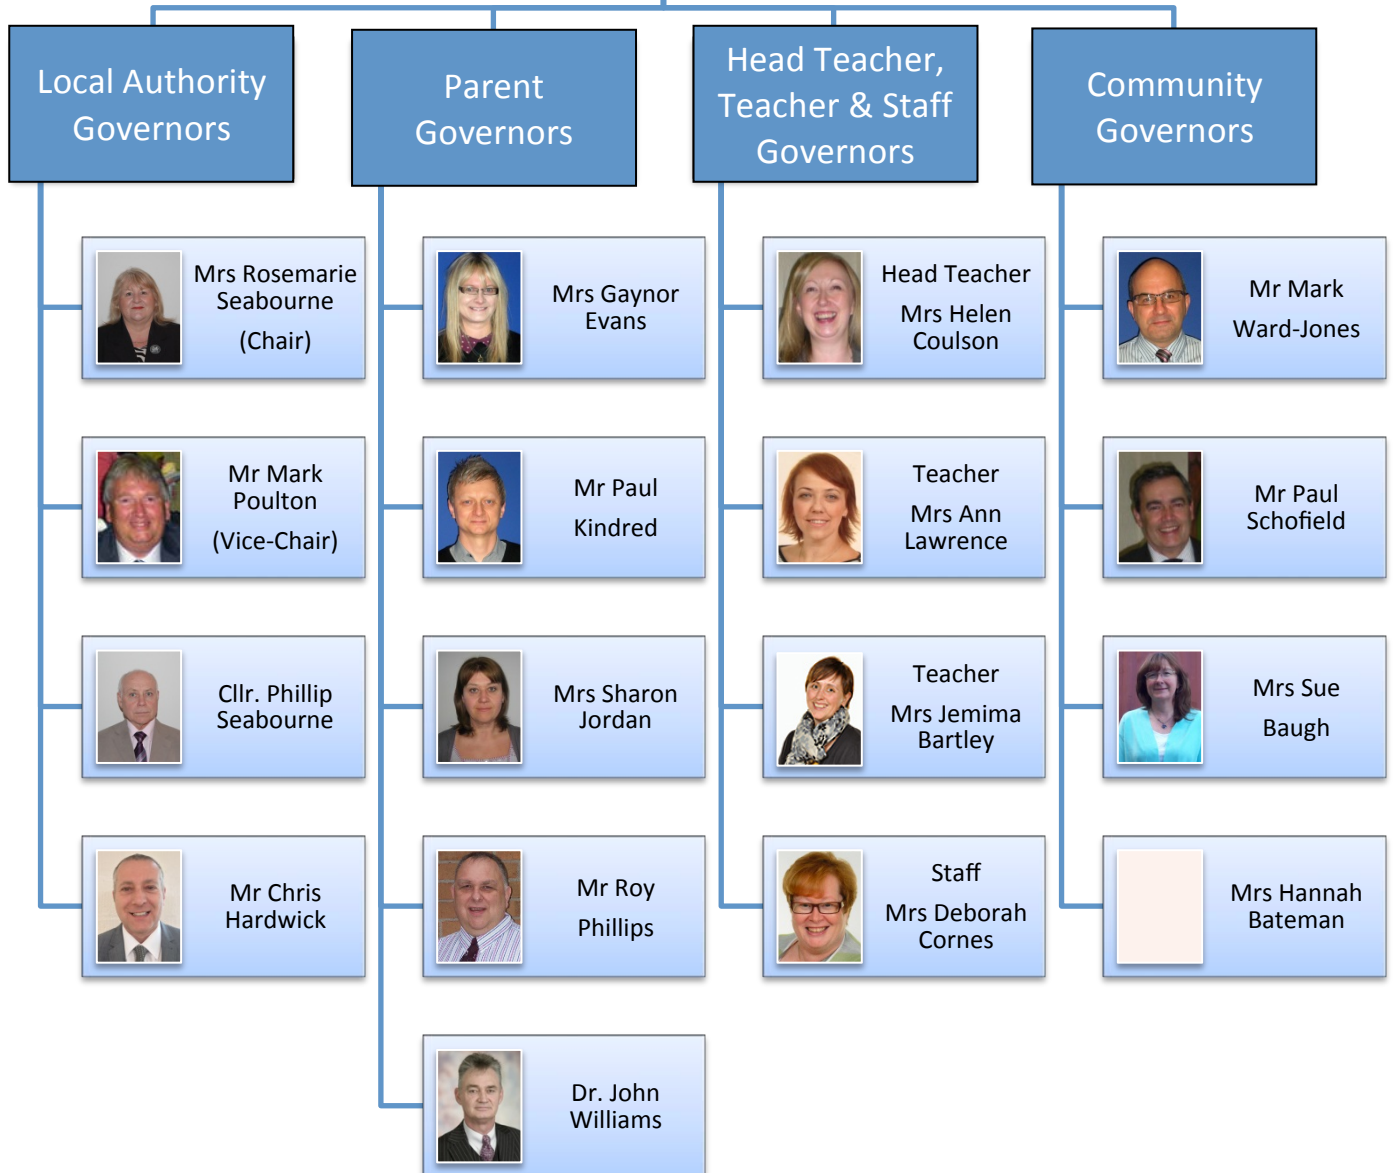 Local Authority
Governors
Parent
Governors
Head Teacher,
Teacher & Staff
Governors
Community
Governors
Mrs Rosemarie
Seabourne
(Chair)
Mr Mark
Poulton
(Vice-Chair)
Cllr. Phillip
Seabourne
Mr Chris
Hardwick
Mrs Gaynor
Evans
Mr Paul
Kindred
Mrs Sharon
Jordan
Mr Roy
Phillips
Dr. John
Williams
Head Teacher
Mrs Helen
Coulson
Teacher
Mrs Ann
Lawrence
Teacher
Mrs Jemima
Bartley
Staff
Mrs Deborah
Cornes
Mr Mark
Ward-Jones
Mr Paul
Schofield
Mrs Sue
Baugh
Mrs Hannah
Bateman